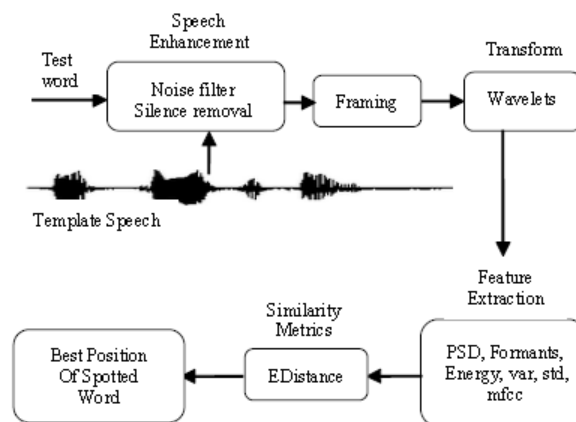 Speech
Enhancement
Test
word
Noise filter
Silence removal
Framing
Transform
Wavelets
Template Speech
Feature
Extraction
PSD, Formants,
Energy, var, std,
mfcc
Similarity
Metrics
EDistance
Best Position
Of Spotted
Word